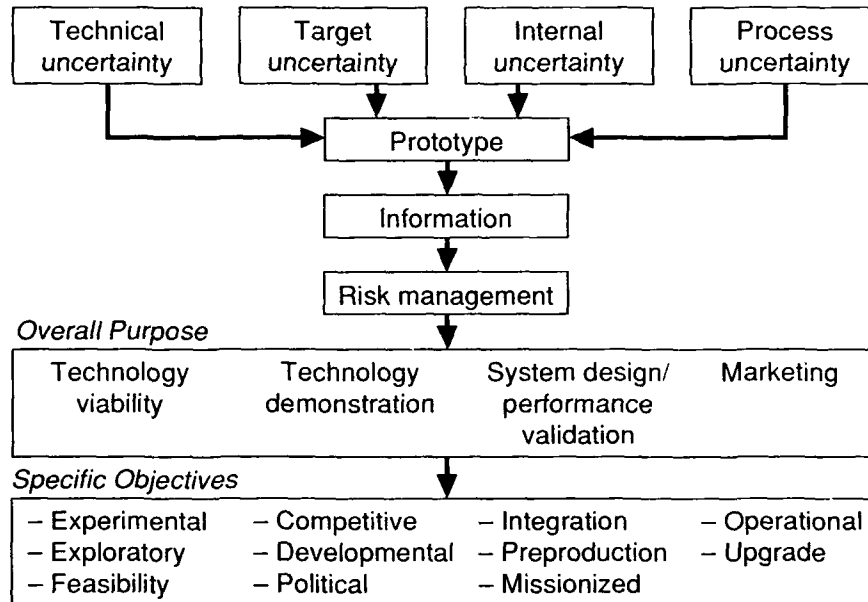 Technical
uncertainty
Target
uncertainty
Internal
uncertainty
Process
uncertainty
Prototype
Information
Risk management
Overall Purpose
Technology
viability
Technology
demonstration
System design/
performance
validation
Marketing
Specific Objectives
– Experimental
– Exploratory
– Feasibility
– Competitive
– Developmental
– Political
– Integration
– Preproduction
– Missionized
– Operational
– Upgrade